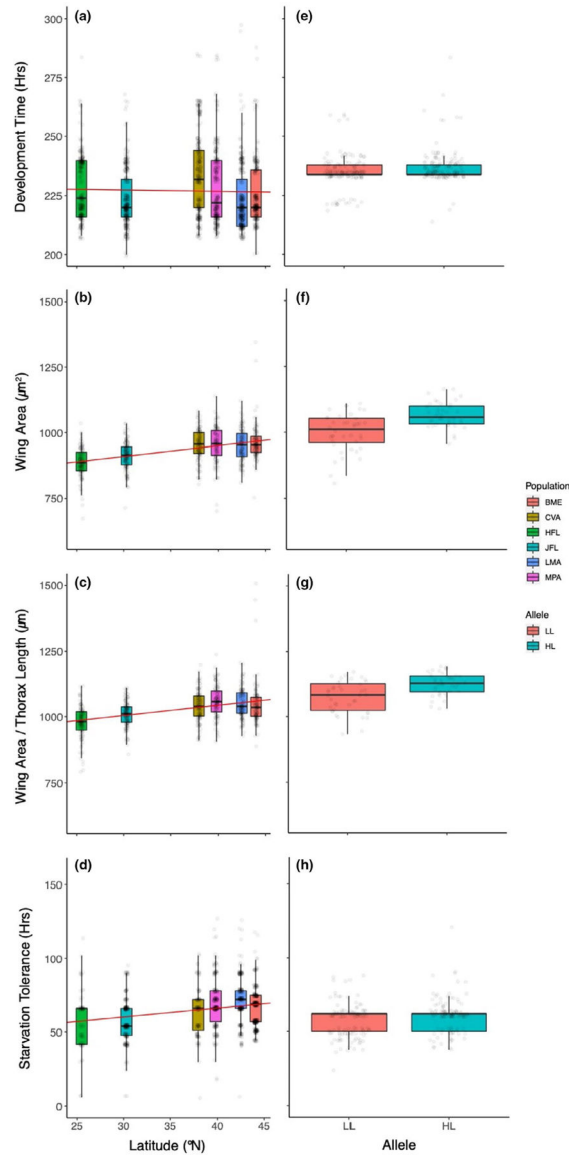 (a)
(e)
Development Time (Hrs)
300
275
250
225
200
(b)
(f)
Wing Area (µm²)
1500
1250
1000
750
Population
BME
CVA
HFL
JFL
LMA
MPA
Allele
LL
HL
(c)
(g)
Wing Area / Thorax Length (µm)
1500
1250
1000
750
(d)
(h)
Starvation Tolerance (Hrs)
150
100
50
0
25 30 35 40 45
LL HL
Latitude (°N)
Allele